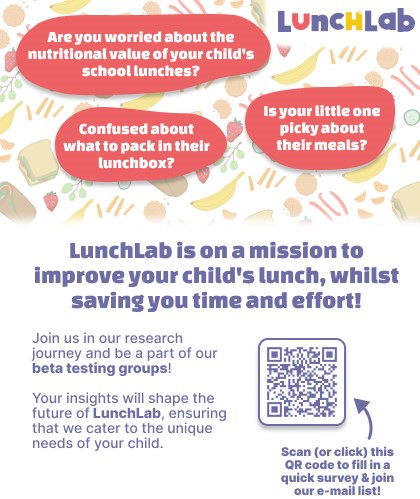 LUNCHLab
Are you worried about the
nutritional value of your child's
school lunches?
Is your little one
picky about
their meals?
Confused about
what to pack in their
lunchbox?
LunchLab is on a mission to
improve your child's lunch, whilst
saving you time and effort!
Join us in our research
journey and be a part of our
beta testing groups!
Your insights will shape the
future of LunchLab, ensuring
that we cater to the unique
needs of your child.
Scan (or click) this
QR code to fill in a
quick survey & join
our e-mail list!